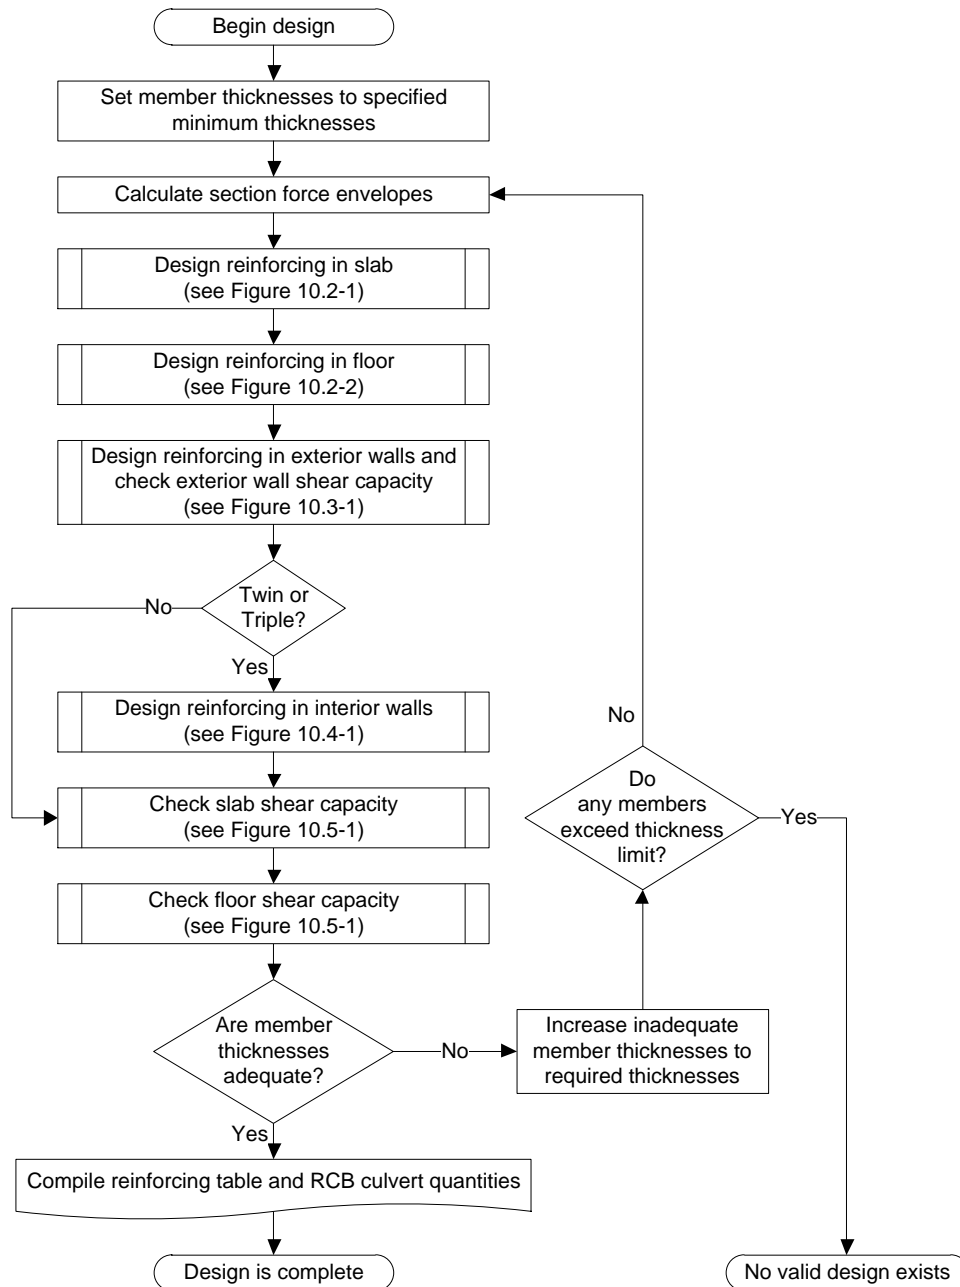 Begin design
Set member thicknesses to specified
minimum thicknesses
Calculate section force envelopes
Design reinforcing in slab
(see Figure 10.2-1)
Design reinforcing in floor
(see Figure 10.2-2)
Design reinforcing in exterior walls and
check exterior wall shear capacity
(see Figure 10.3-1)
Twin or
Triple?
No
Yes
Design reinforcing in interior walls
(see Figure 10.4-1)
Check slab shear capacity
(see Figure 10.5-1)
Check floor shear capacity
(see Figure 10.5-1)
Are member
thicknesses
adequate?
No
Increase inadequate
member thicknesses to
required thicknesses
Do
any members
exceed thickness
limit?
No
Yes
Yes
Compile reinforcing table and RCB culvert quantities
Design is complete
No valid design exists